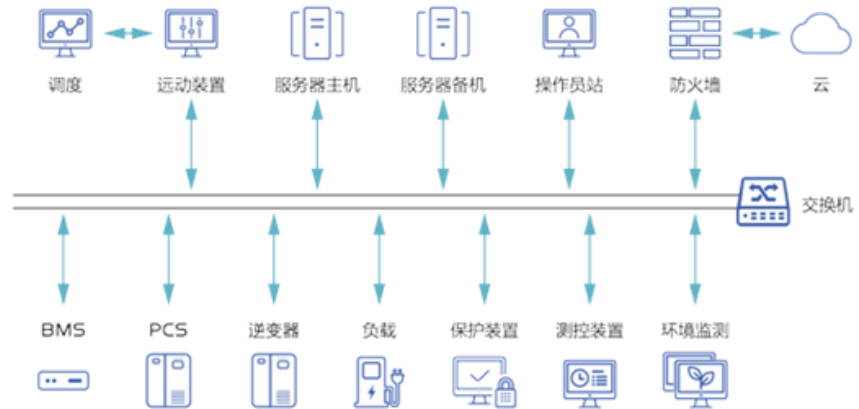 调度
远动装置
服务器主机
服务器备机
操作员站
防火墙
云
交换机
BMS
PCS
逆变器
负载
保护装置
测控装置
环境监测